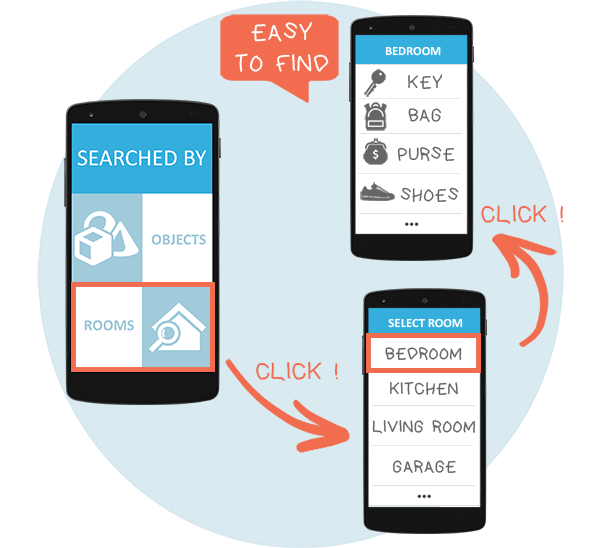 SEARCHED BY
OBJECTS
ROOMS
CLICK !
SELECT ROOM
BEDROOM
KITCHEN
LIVING ROOM
GARAGE
...
CLICK !
EASY
TO FIND
BEDROOM
KEY
BAG
$
PURSE
SHOES
...